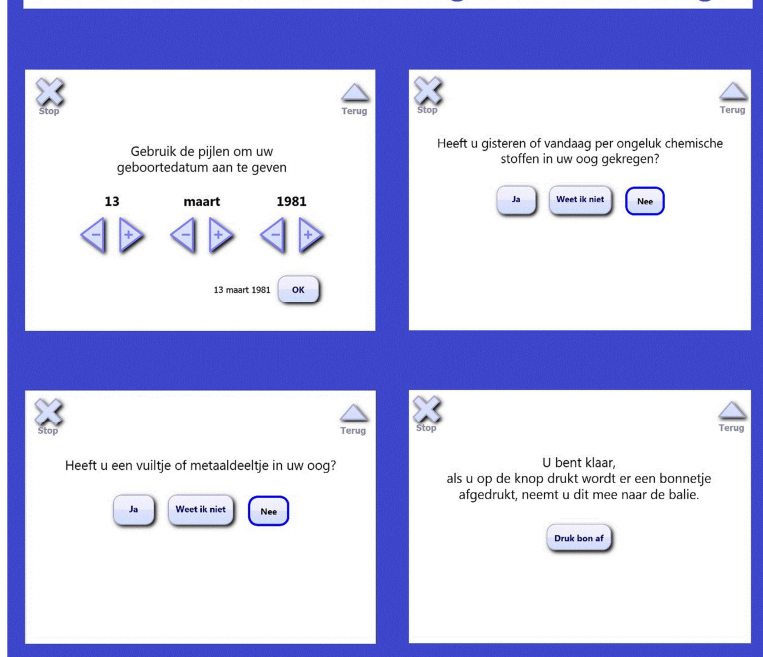 Stop
Terug
Gebruik de pijlen om uw
geboortedatum aan te geven
13 maart 1981
- + - + - +
13 maart 1981 OK
Stop
Terug
Heeft u gisteren of vandaag per ongeluk chemische
stoffen in uw oog gekregen?
Ja Weet ik niet Nee
Stop
Terug
Heeft u een vuiltje of metaaldeeltje in uw oog?
Ja Weet ik niet Nee
Stop
Terug
U bent klaar,
als u op de knop drukt wordt er een bonnetje
afgedrukt, neemt u dit mee naar de balie.
Druk bon af